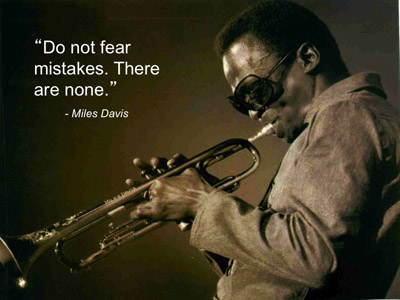 “Do not fear
mistakes. There
are none.”
- Miles Davis